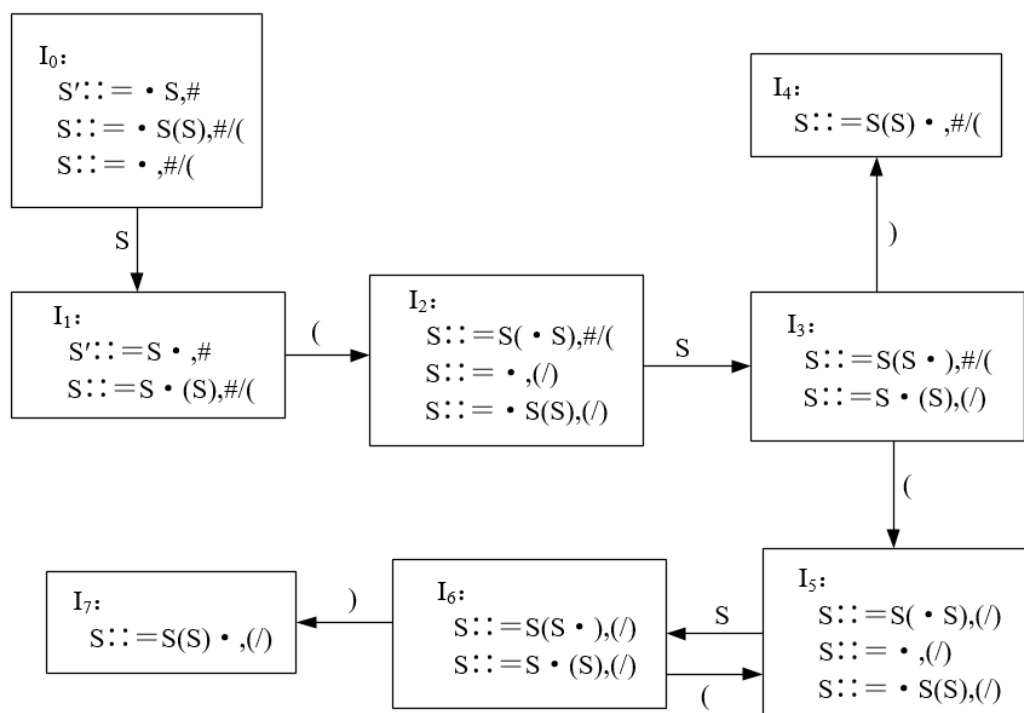 I₀:
S′∷= · S,#
S∷= · S(S),#/(
S∷= · ,#/(
S
I₁:
S′∷=S · ,#
S∷=S · (S),#/(
(
I₂:
S∷=S( · S),#/(
S∷= · ,(/)
S∷= · S(S),(/)
S
I₃:
S∷=S(S · ),#/(
S∷=S · (S),(/)
)
I₄:
S∷=S(S) · ,#/(
(
I₅:
S∷=S( · S),(/)
S∷= · ,(/)
S∷= · S(S),(/)
S
(
I₆:
S∷=S(S · ),(/)
S∷=S · (S),(/)
)
I₇:
S∷=S(S) · ,(/)